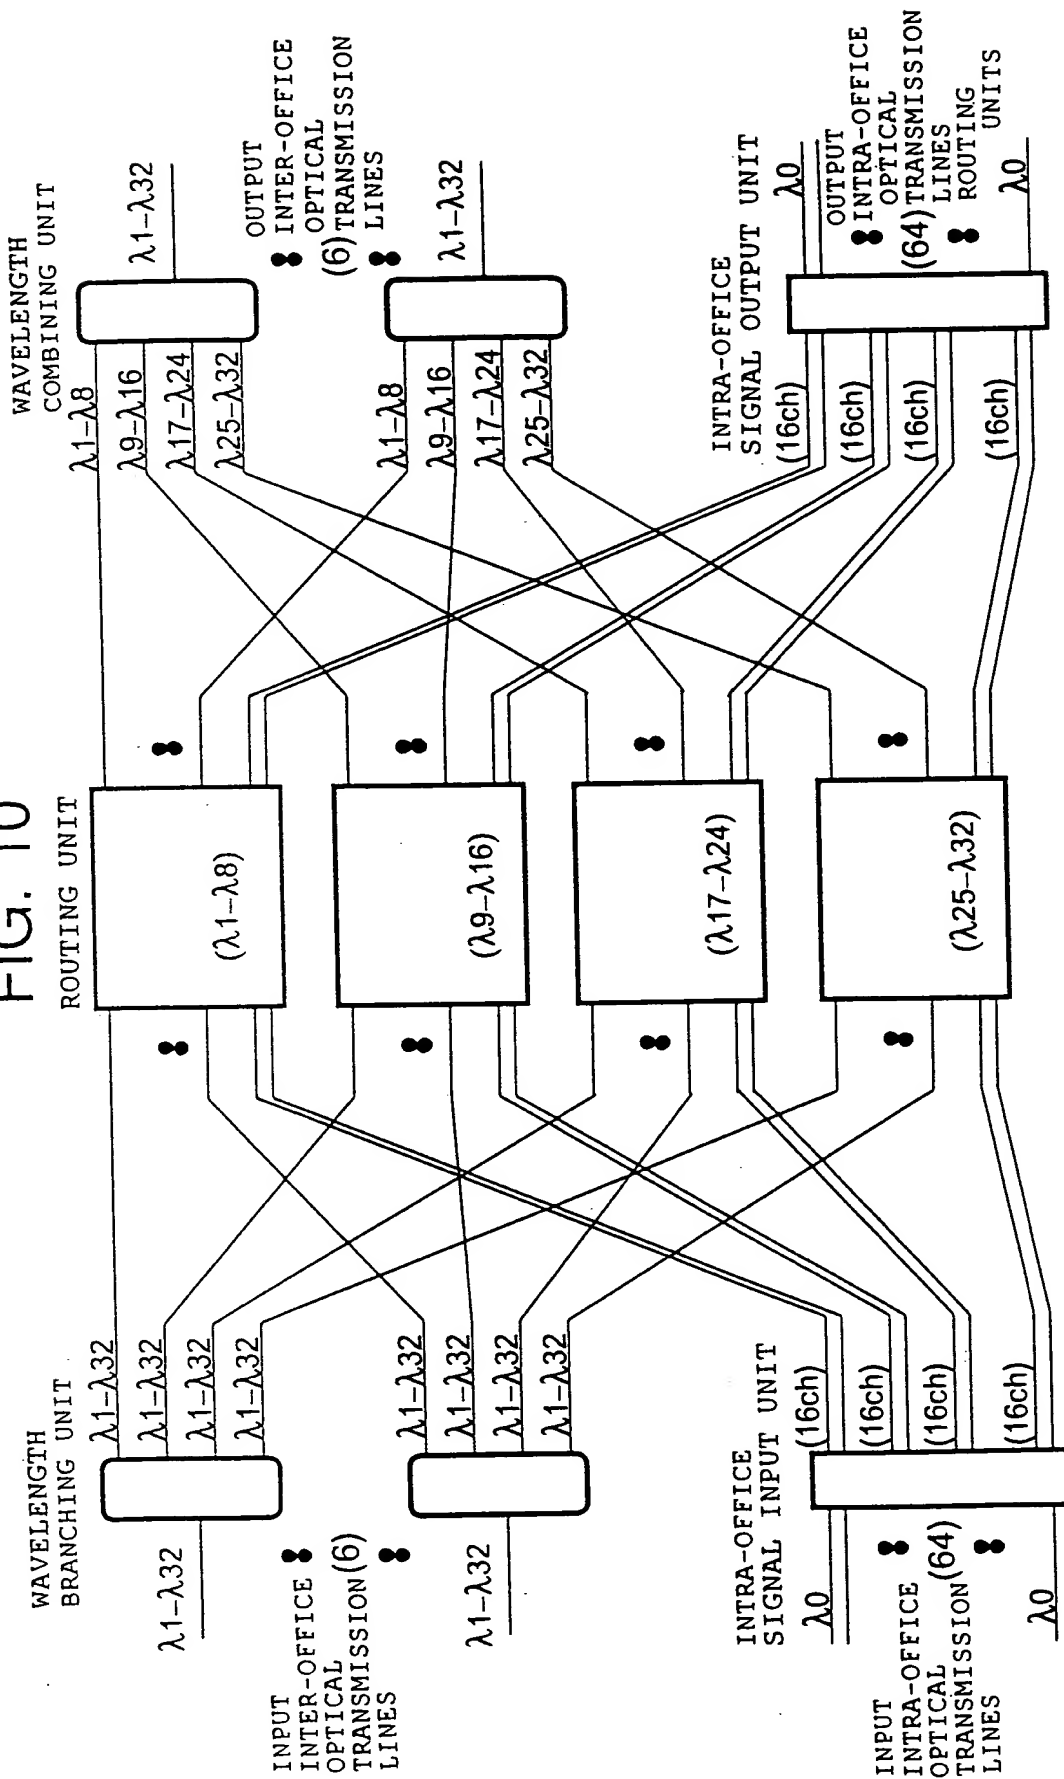 FIG. 10
WAVELENGTH
BRANCHING UNIT
λ1-λ32
λ1-λ32
λ1-λ32
λ1-λ32
λ1-λ32
INPUT
INTER-OFFICE
OPTICAL
TRANSMISSION(6)
LINES
λ1-λ32
λ1-λ32
λ1-λ32
λ1-λ32
λ1-λ32
INTRA-OFFICE
SIGNAL INPUT UNIT
λ0
(16ch)
(16ch)
(16ch)
(16ch)
INPUT
INTRA-OFFICE
OPTICAL
TRANSMISSION(64)
LINES
λ0
ROUTING UNIT
(λ1-λ8)
(λ9-λ16)
(λ17-λ24)
(λ25-λ32)
WAVELENGTH
COMBINING UNIT
λ1-λ8
λ9-λ16
λ17-λ24
λ25-λ32
λ1-λ32
OUTPUT
INTER-OFFICE
OPTICAL
(6)TRANSMISSION
LINES
λ1-λ8
λ9-λ16
λ17-λ24
λ25-λ32
λ1-λ32
INTRA-OFFICE
SIGNAL OUTPUT UNIT
(16ch)
(16ch)
(16ch)
(16ch)
λ0
OUTPUT
INTRA-OFFICE
OPTICAL
(64)TRANSMISSION
LINES
ROUTING
UNITS
λ0